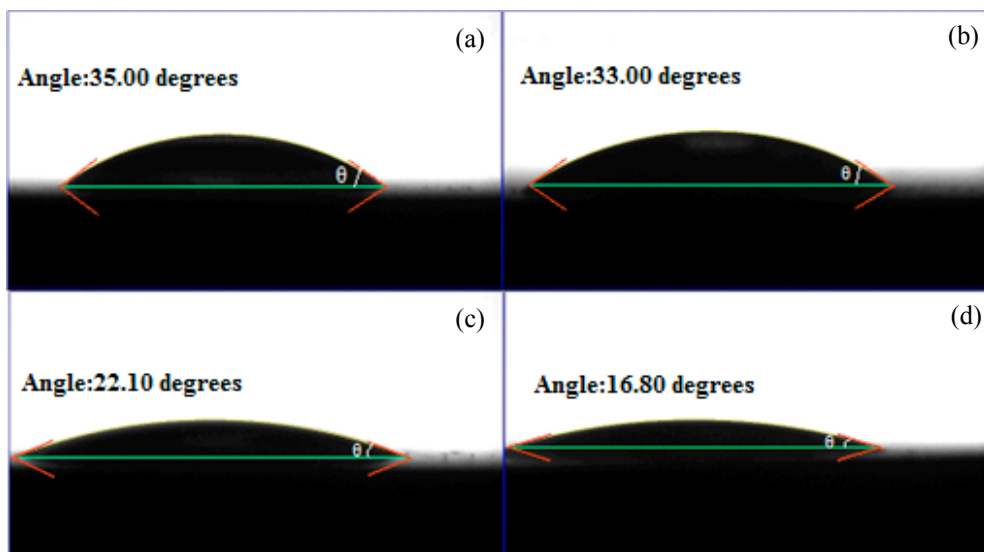 (a)
Angle:35.00 degrees
θ
(b)
Angle:33.00 degrees
θ
(c)
Angle:22.10 degrees
θ
(d)
Angle:16.80 degrees
θ